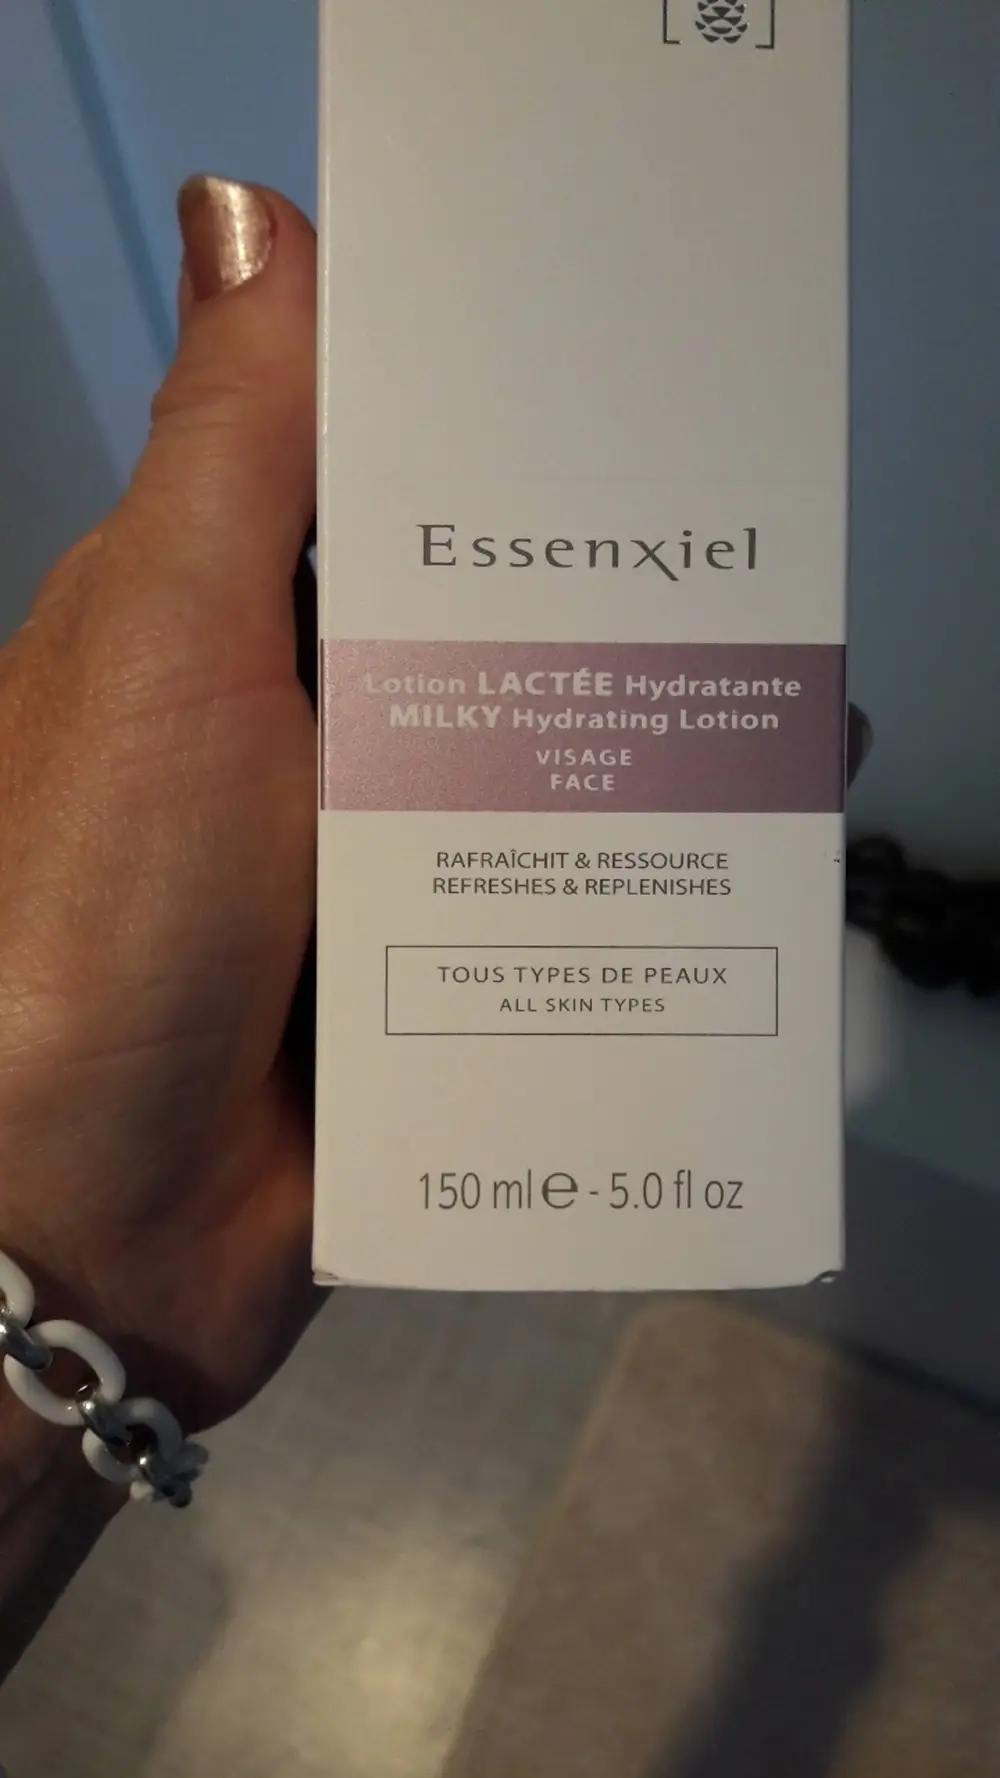 Essenxiel
Lotion LACTÉE Hydratante
MILKY Hydrating Lotion
VISAGE
FACE
RAFRAÎCHIT & RESSOURCE
REFRESHES & REPLENISHES
TOUS TYPES DE PEAUX
ALL SKIN TYPES
150 ml e - 5.0 fl oz